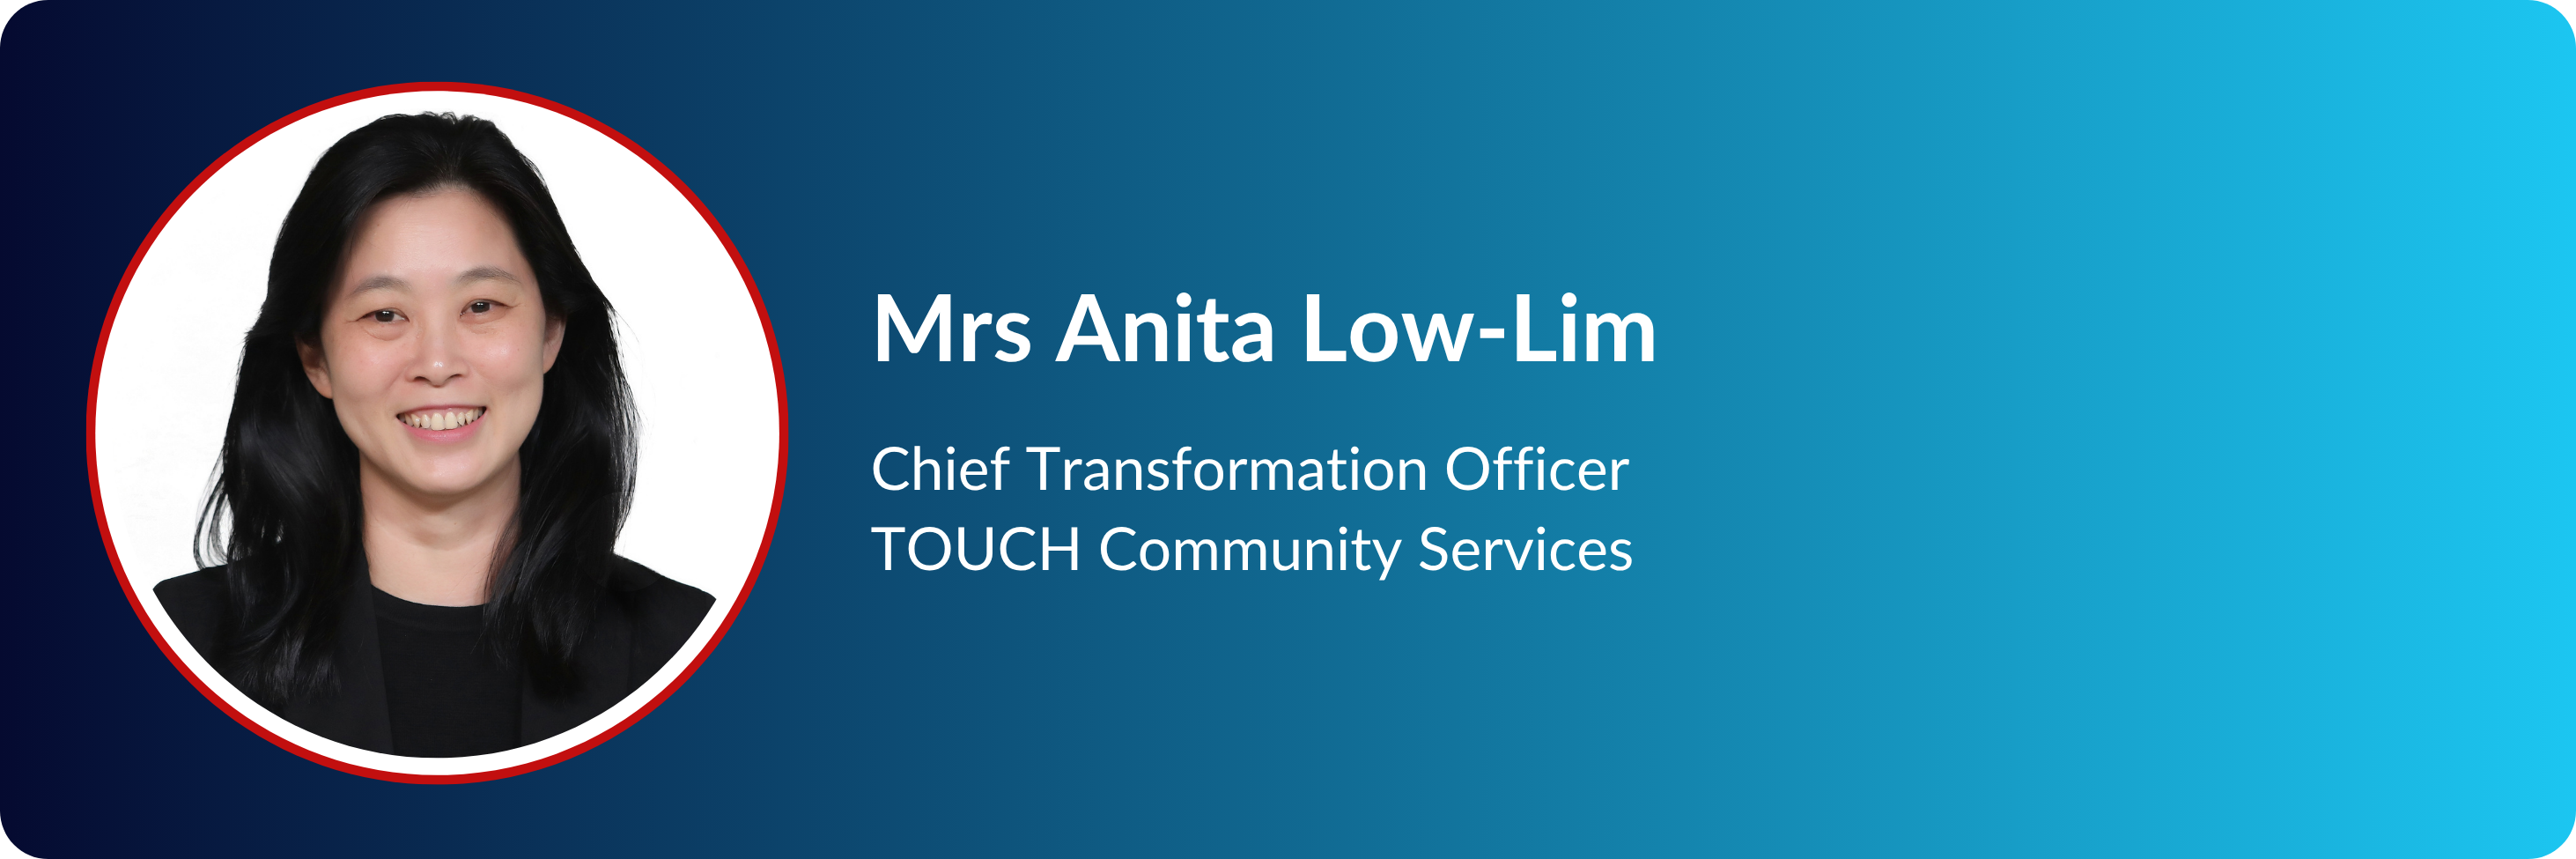 Mrs Anita Low-Lim
Chief Transformation Officer
TOUCH Community Services